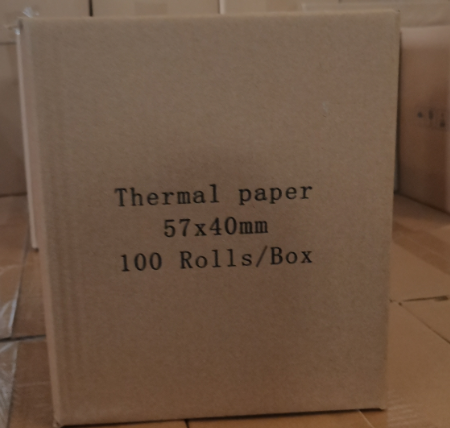 Thermal paper
57x40mm
100 Rolls/Box